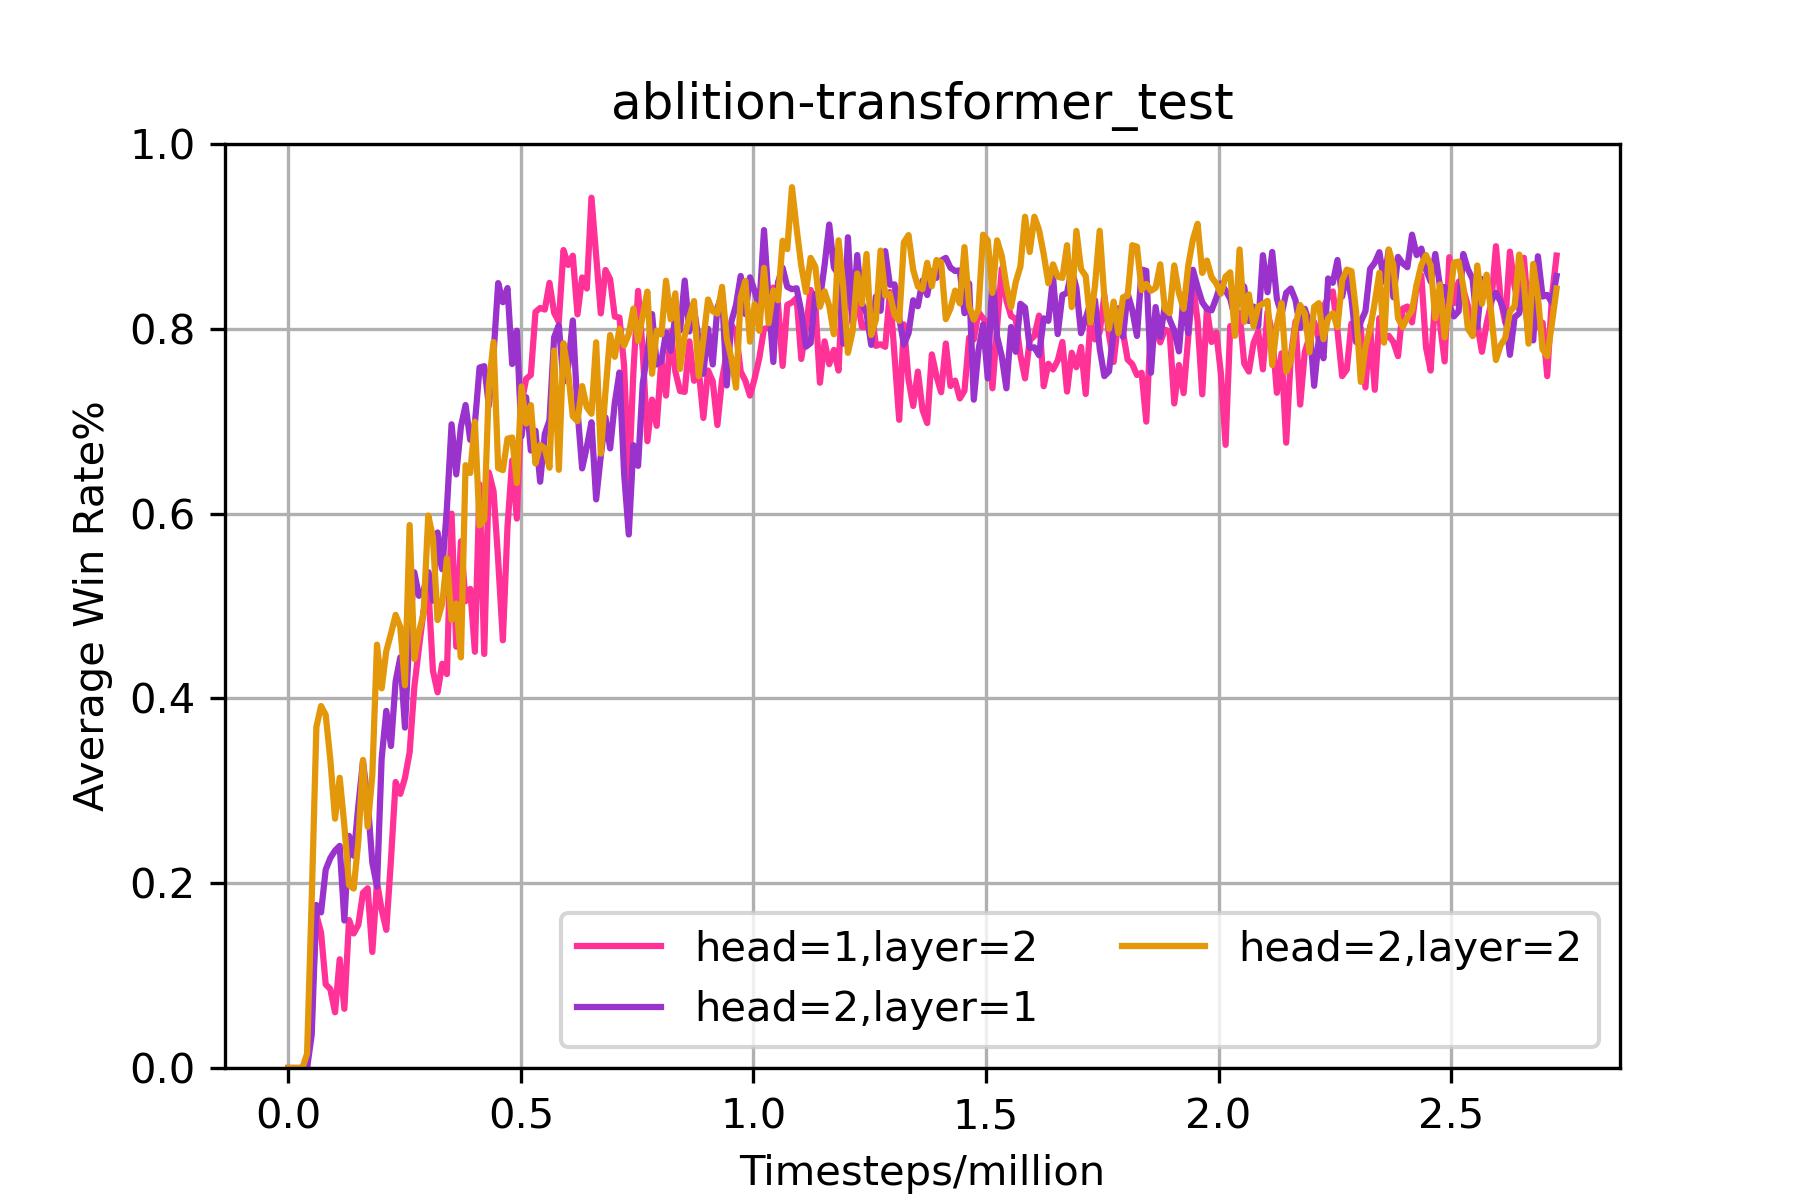 ablition-transformer_test
1.0
0.8
0.6
0.4
0.2
0.0
Average Win Rate%
head=1,layer=2
head=2,layer=1
head=2,layer=2
0.0 0.5 1.0 1.5 2.0 2.5
Timesteps/million